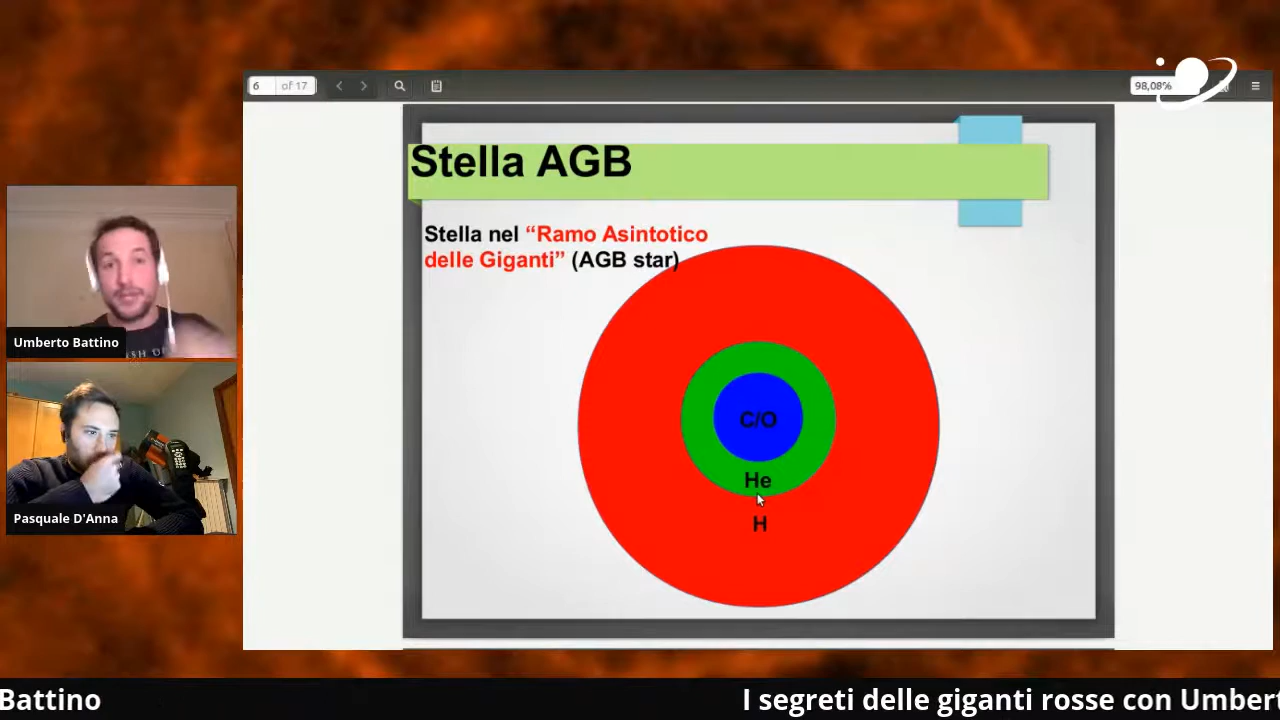 6 of 17
98,08%
Stella AGB
Stella nel “Ramo Asintotico
delle Giganti” (AGB star)
C/O
He
H
Umberto Battino
Pasquale D'Anna
Battino
I segreti delle giganti rosse con Umbert